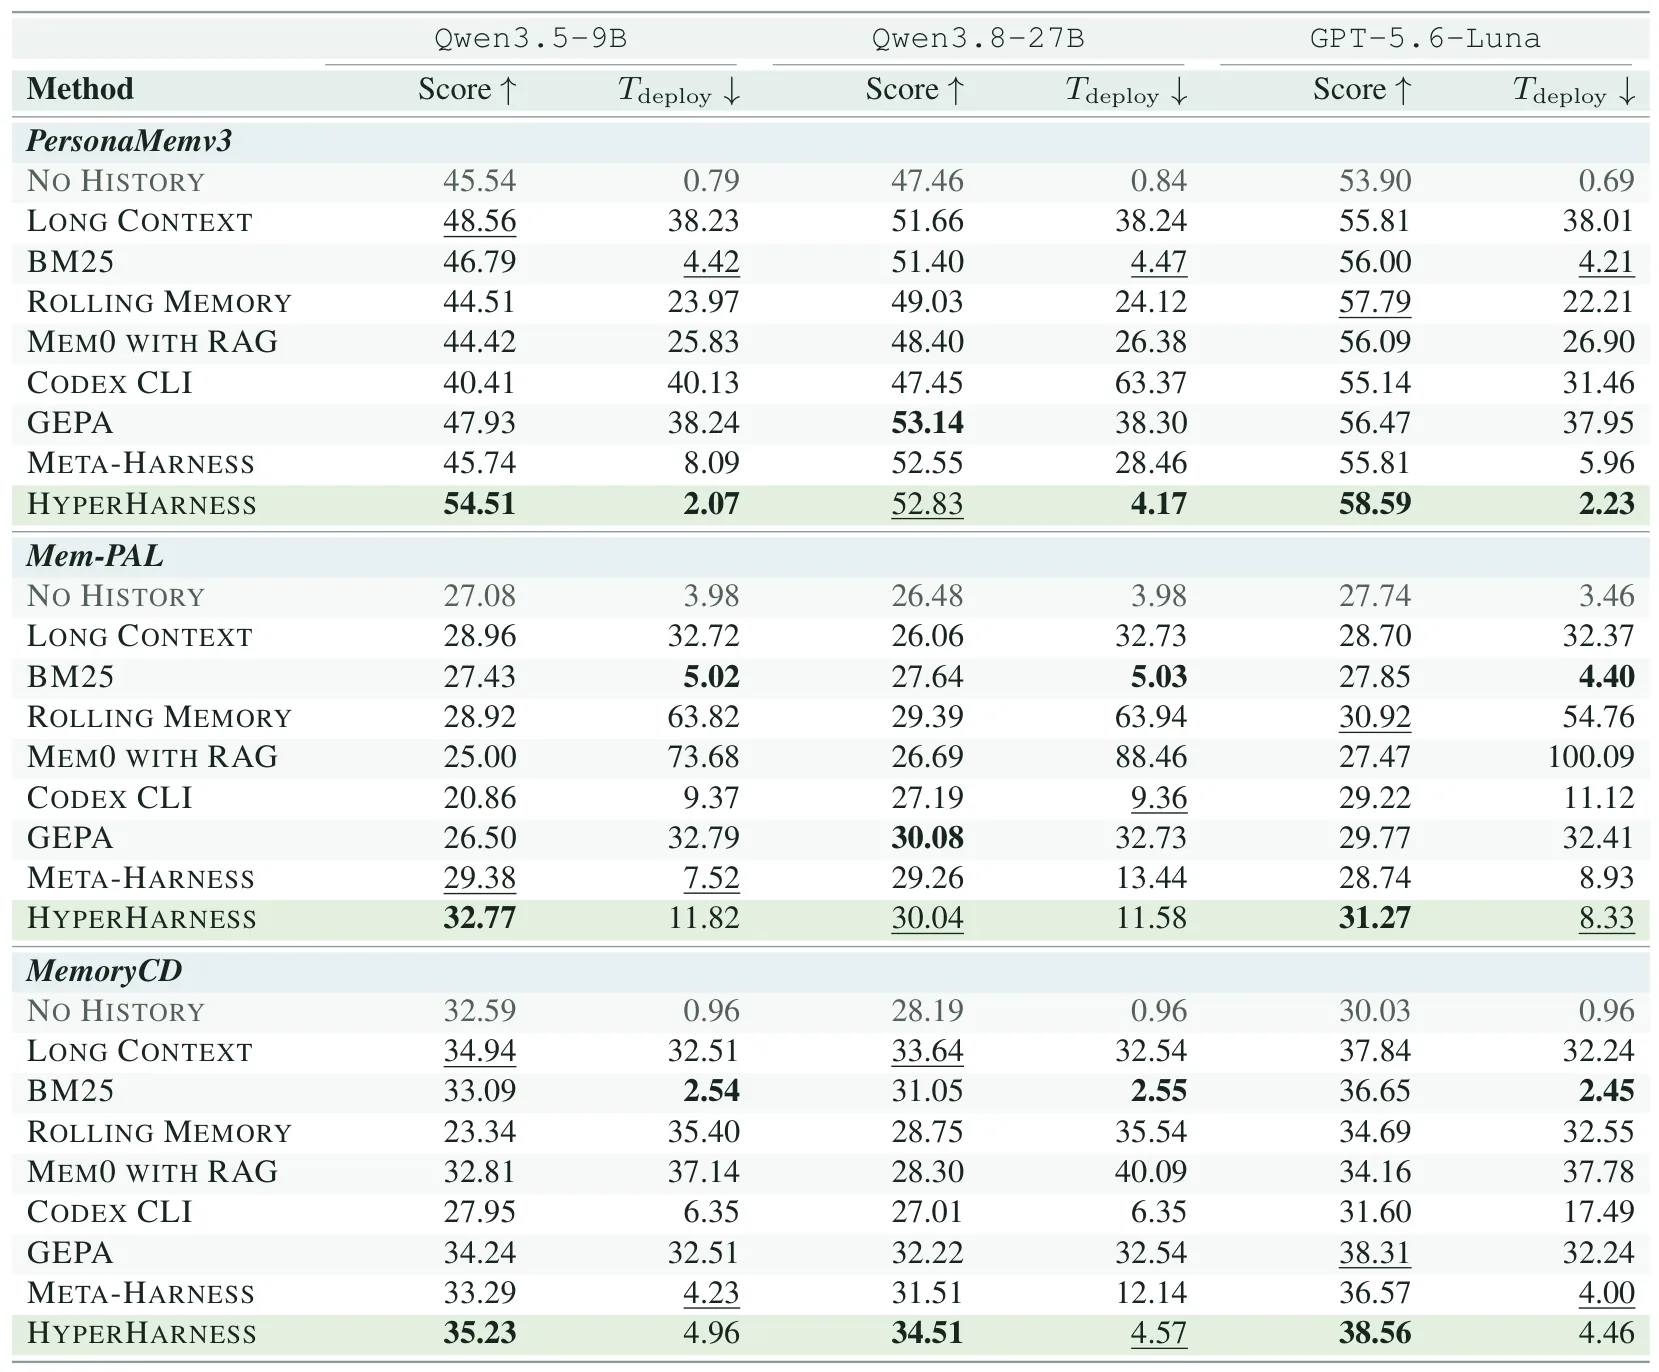 Qwen3.5-9B Qwen3.8-27B GPT-5.6-Luna
Method Score ↑ Tdeploy ↓ Score ↑ Tdeploy ↓ Score ↑ Tdeploy ↓
PersonaMemv3
NO HISTORY 45.54 0.79 47.46 0.84 53.90 0.69
LONG CONTEXT 48.56 38.23 51.66 38.24 55.81 38.01
BM25 46.79 4.42 51.40 4.47 56.00 4.21
ROLLING MEMORY 44.51 23.97 49.03 24.12 57.79 22.21
MEM0 WITH RAG 44.42 25.83 48.40 26.38 56.09 26.90
CODEX CLI 40.41 40.13 47.45 63.37 55.14 31.46
GEPA 47.93 38.24 53.14 38.30 56.47 37.95
META-HARNESS 45.74 8.09 52.55 28.46 55.81 5.96
HYPERHARNESS 54.51 2.07 52.83 4.17 58.59 2.23
Mem-PAL
NO HISTORY 27.08 3.98 26.48 3.98 27.74 3.46
LONG CONTEXT 28.96 32.72 26.06 32.73 28.70 32.37
BM25 27.43 5.02 27.64 5.03 27.85 4.40
ROLLING MEMORY 28.92 63.82 29.39 63.94 30.92 54.76
MEM0 WITH RAG 25.00 73.68 26.69 88.46 27.47 100.09
CODEX CLI 20.86 9.37 27.19 9.36 29.22 11.12
GEPA 26.50 32.79 30.08 32.73 29.77 32.41
META-HARNESS 29.38 7.52 29.26 13.44 28.74 8.93
HYPERHARNESS 32.77 11.82 30.04 11.58 31.27 8.33
MemoryCD
NO HISTORY 32.59 0.96 28.19 0.96 30.03 0.96
LONG CONTEXT 34.94 32.51 33.64 32.54 37.84 32.24
BM25 33.09 2.54 31.05 2.55 36.65 2.45
ROLLING MEMORY 23.34 35.40 28.75 35.54 34.69 32.55
MEM0 WITH RAG 32.81 37.14 28.30 40.09 34.16 37.78
CODEX CLI 27.95 6.35 27.01 6.35 31.60 17.49
GEPA 34.24 32.51 32.22 32.54 38.31 32.24
META-HARNESS 33.29 4.23 31.51 12.14 36.57 4.00
HYPERHARNESS 35.23 4.96 34.51 4.57 38.56 4.46